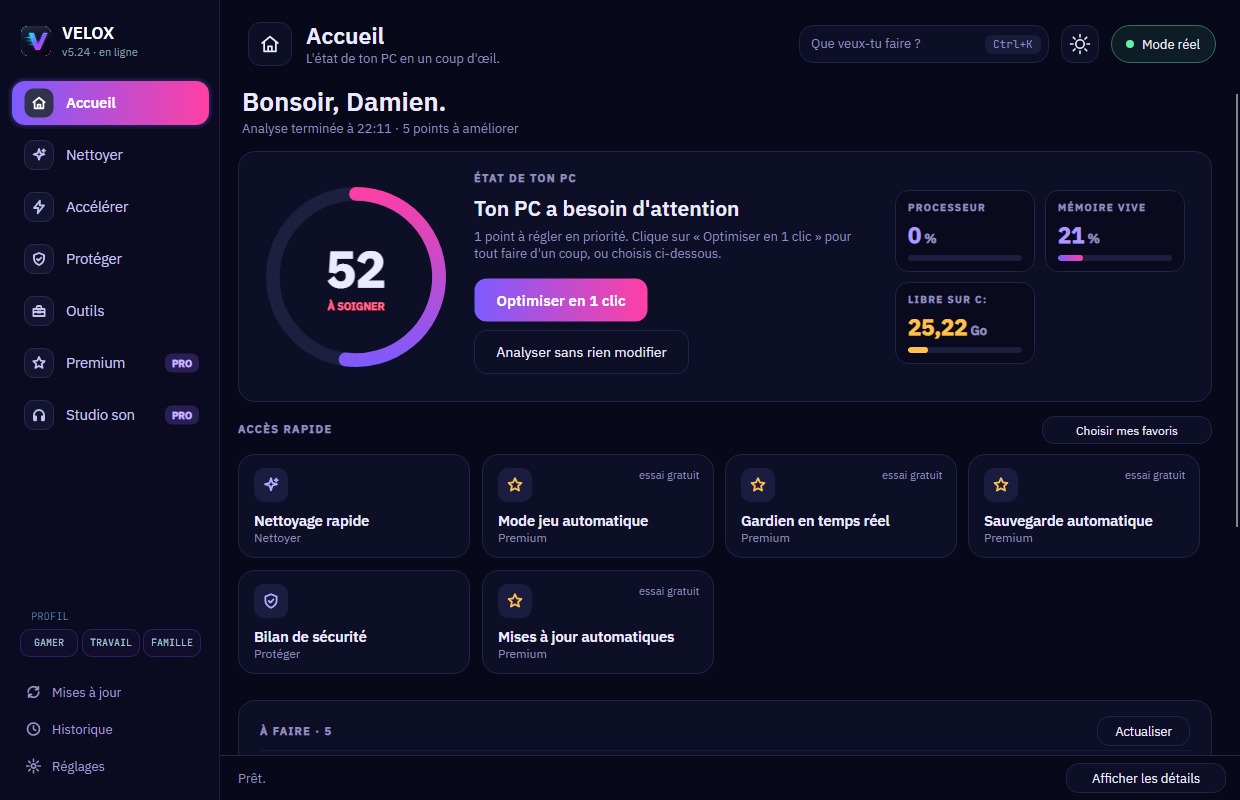 VELOX
v5.24 · en ligne
Accueil
Nettoyer
Accélérer
Protéger
Outils
Premium PRO
Studio son PRO
PROFIL
GAMER TRAVAIL FAMILLE
Mises à jour
Historique
Réglages
Accueil
L'état de ton PC en un coup d'œil.
Que veux-tu faire ? Ctrl+K
Mode réel
Bonsoir, Damien.
Analyse terminée à 22:11 · 5 points à améliorer
52
À SOIGNER
ÉTAT DE TON PC
Ton PC a besoin d'attention
1 point à régler en priorité. Clique sur « Optimiser en 1 clic » pour
tout faire d'un coup, ou choisis ci-dessous.
Optimiser en 1 clic
Analyser sans rien modifier
PROCESSEUR
0 %
MÉMOIRE VIVE
21 %
LIBRE SUR C:
25,22 Go
ACCÈS RAPIDE
Choisir mes favoris
Nettoyage rapide
Nettoyer
essai gratuit
Mode jeu automatique
Premium
essai gratuit
Gardien en temps réel
Premium
essai gratuit
Sauvegarde automatique
Premium
Bilan de sécurité
Protéger
essai gratuit
Mises à jour automatiques
Premium
À FAIRE · 5
Actualiser
Prêt.
Afficher les détails